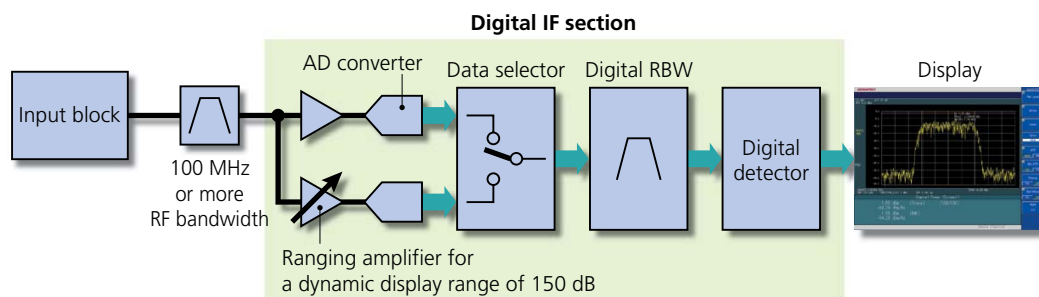 Digital IF section
AD converter
Data selector
Digital RBW
Display
Input block
Digital
detector
100 MHz
or more
RF bandwidth
Ranging amplifier for
a dynamic display range of 150 dB